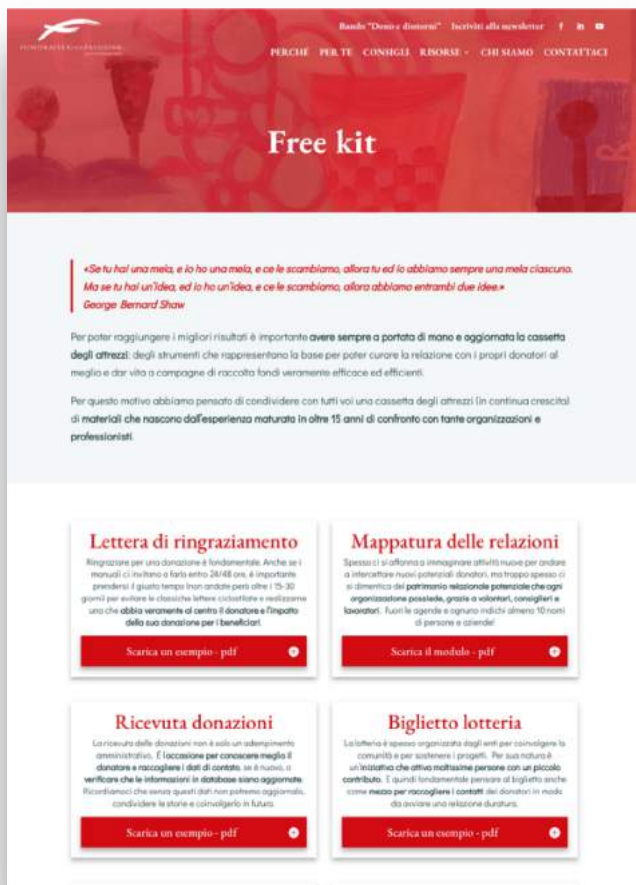 Bando "Dono e dintorni" Iscriviti alla newsletter f in
PERCHÉ PER TE CONSIGLI RISORSE CHI SIAMO CONTATTACI
Free kit
«Se tu hai una mela, e io ho una mela, e ce le scambiamo, allora tu ed io abbiamo sempre una mela ciascuno.
Ma se tu hai un'idea, ed io ho un'idea, e ce le scambiamo, allora abbiamo entrambi due idee.»
George Bernard Shaw
Per poter raggiungere i migliori risultati è importante avere sempre a portata di mano e aggiornata la cassetta
degli attrezzi: degli strumenti che rappresentano la base per poter curare la relazione con i propri donatori al
meglio e dar vita a campagne di raccolta fondi veramente efficace ed efficienti.
Per questo motivo abbiamo pensato di condividere con tutti voi una cassetta degli attrezzi (in continua crescita)
di materiali che nascono dall'esperienza maturata in oltre 15 anni di confronto con tante organizzazioni e
professionisti.
Lettera di ringraziamento
Ringraziare per una donazione è fondamentale. Anche se i
manuali ci invitano a farlo entro 24/48 ore, è importante
prendersi il giusto tempo (non andate però oltre i 15-30
giorni) per evitare le classiche lettere ciclostilate e realizzarne
una che abbia veramente al centro il donatore e l'impatto
della sua donazione per i beneficiari.
Scarica un esempio - pdf
Mappatura delle relazioni
Spesso ci si affanna a immaginare attività nuove per andare
a intercettare nuovi potenziali donatori, ma troppo spesso ci
si dimentica del patrimonio relazionale potenziale che ogni
organizzazione possiede, grazie a volontari, consiglieri e
lavoratori. Fuori le agende e ognuno indichi almeno 10 nomi
di persone e aziende!
Scarica il modulo - pdf
Ricevuta donazioni
La ricevuta delle donazioni non è solo un adempimento
amministrativo. È l'occasione per conoscere meglio il
donatore e raccogliere i dati di contatto, se è nuovo, o
verificare che le informazioni in database siano aggiornate.
Ricordiamoci che senza questi dati non potremo aggiornarlo,
condividere le storie e coinvolgerlo in futuro.
Scarica un esempio - pdf
Biglietto lotteria
La lotteria è spesso organizzata dagli enti per coinvolgere la
comunità e per sostenere i progetti. Per sua natura è
un'iniziativa che attiva moltissime persone con un piccolo
contributo. È quindi fondamentale pensare al biglietto anche
come mezzo per raccogliere i contatti dei donatori in modo
da avviare una relazione duratura.
Scarica un esempio - pdf